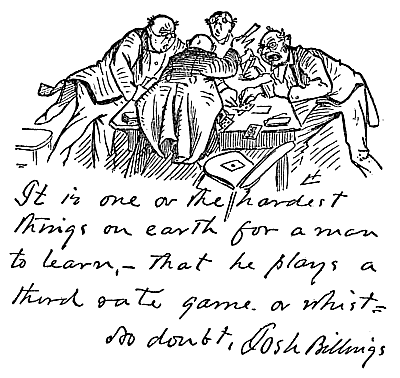 It is one ov the hardest
things on earth for a man
to learn,– that he plays a
third rate game. ov whist=
No doubt, Josh Billings